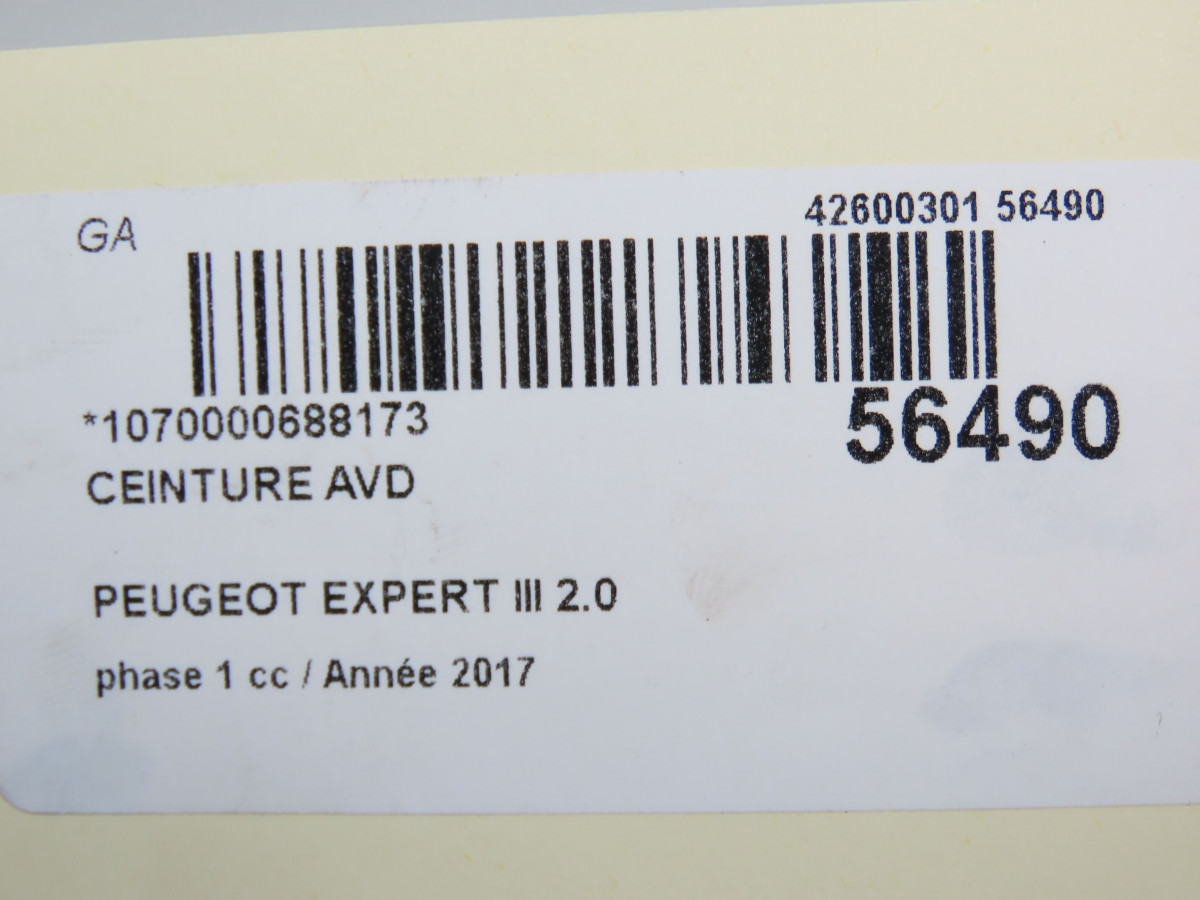 GA
42600301 56490
*1070000688173
56490
CEINTURE AVD
PEUGEOT EXPERT III 2.0
phase 1 cc / Année 2017